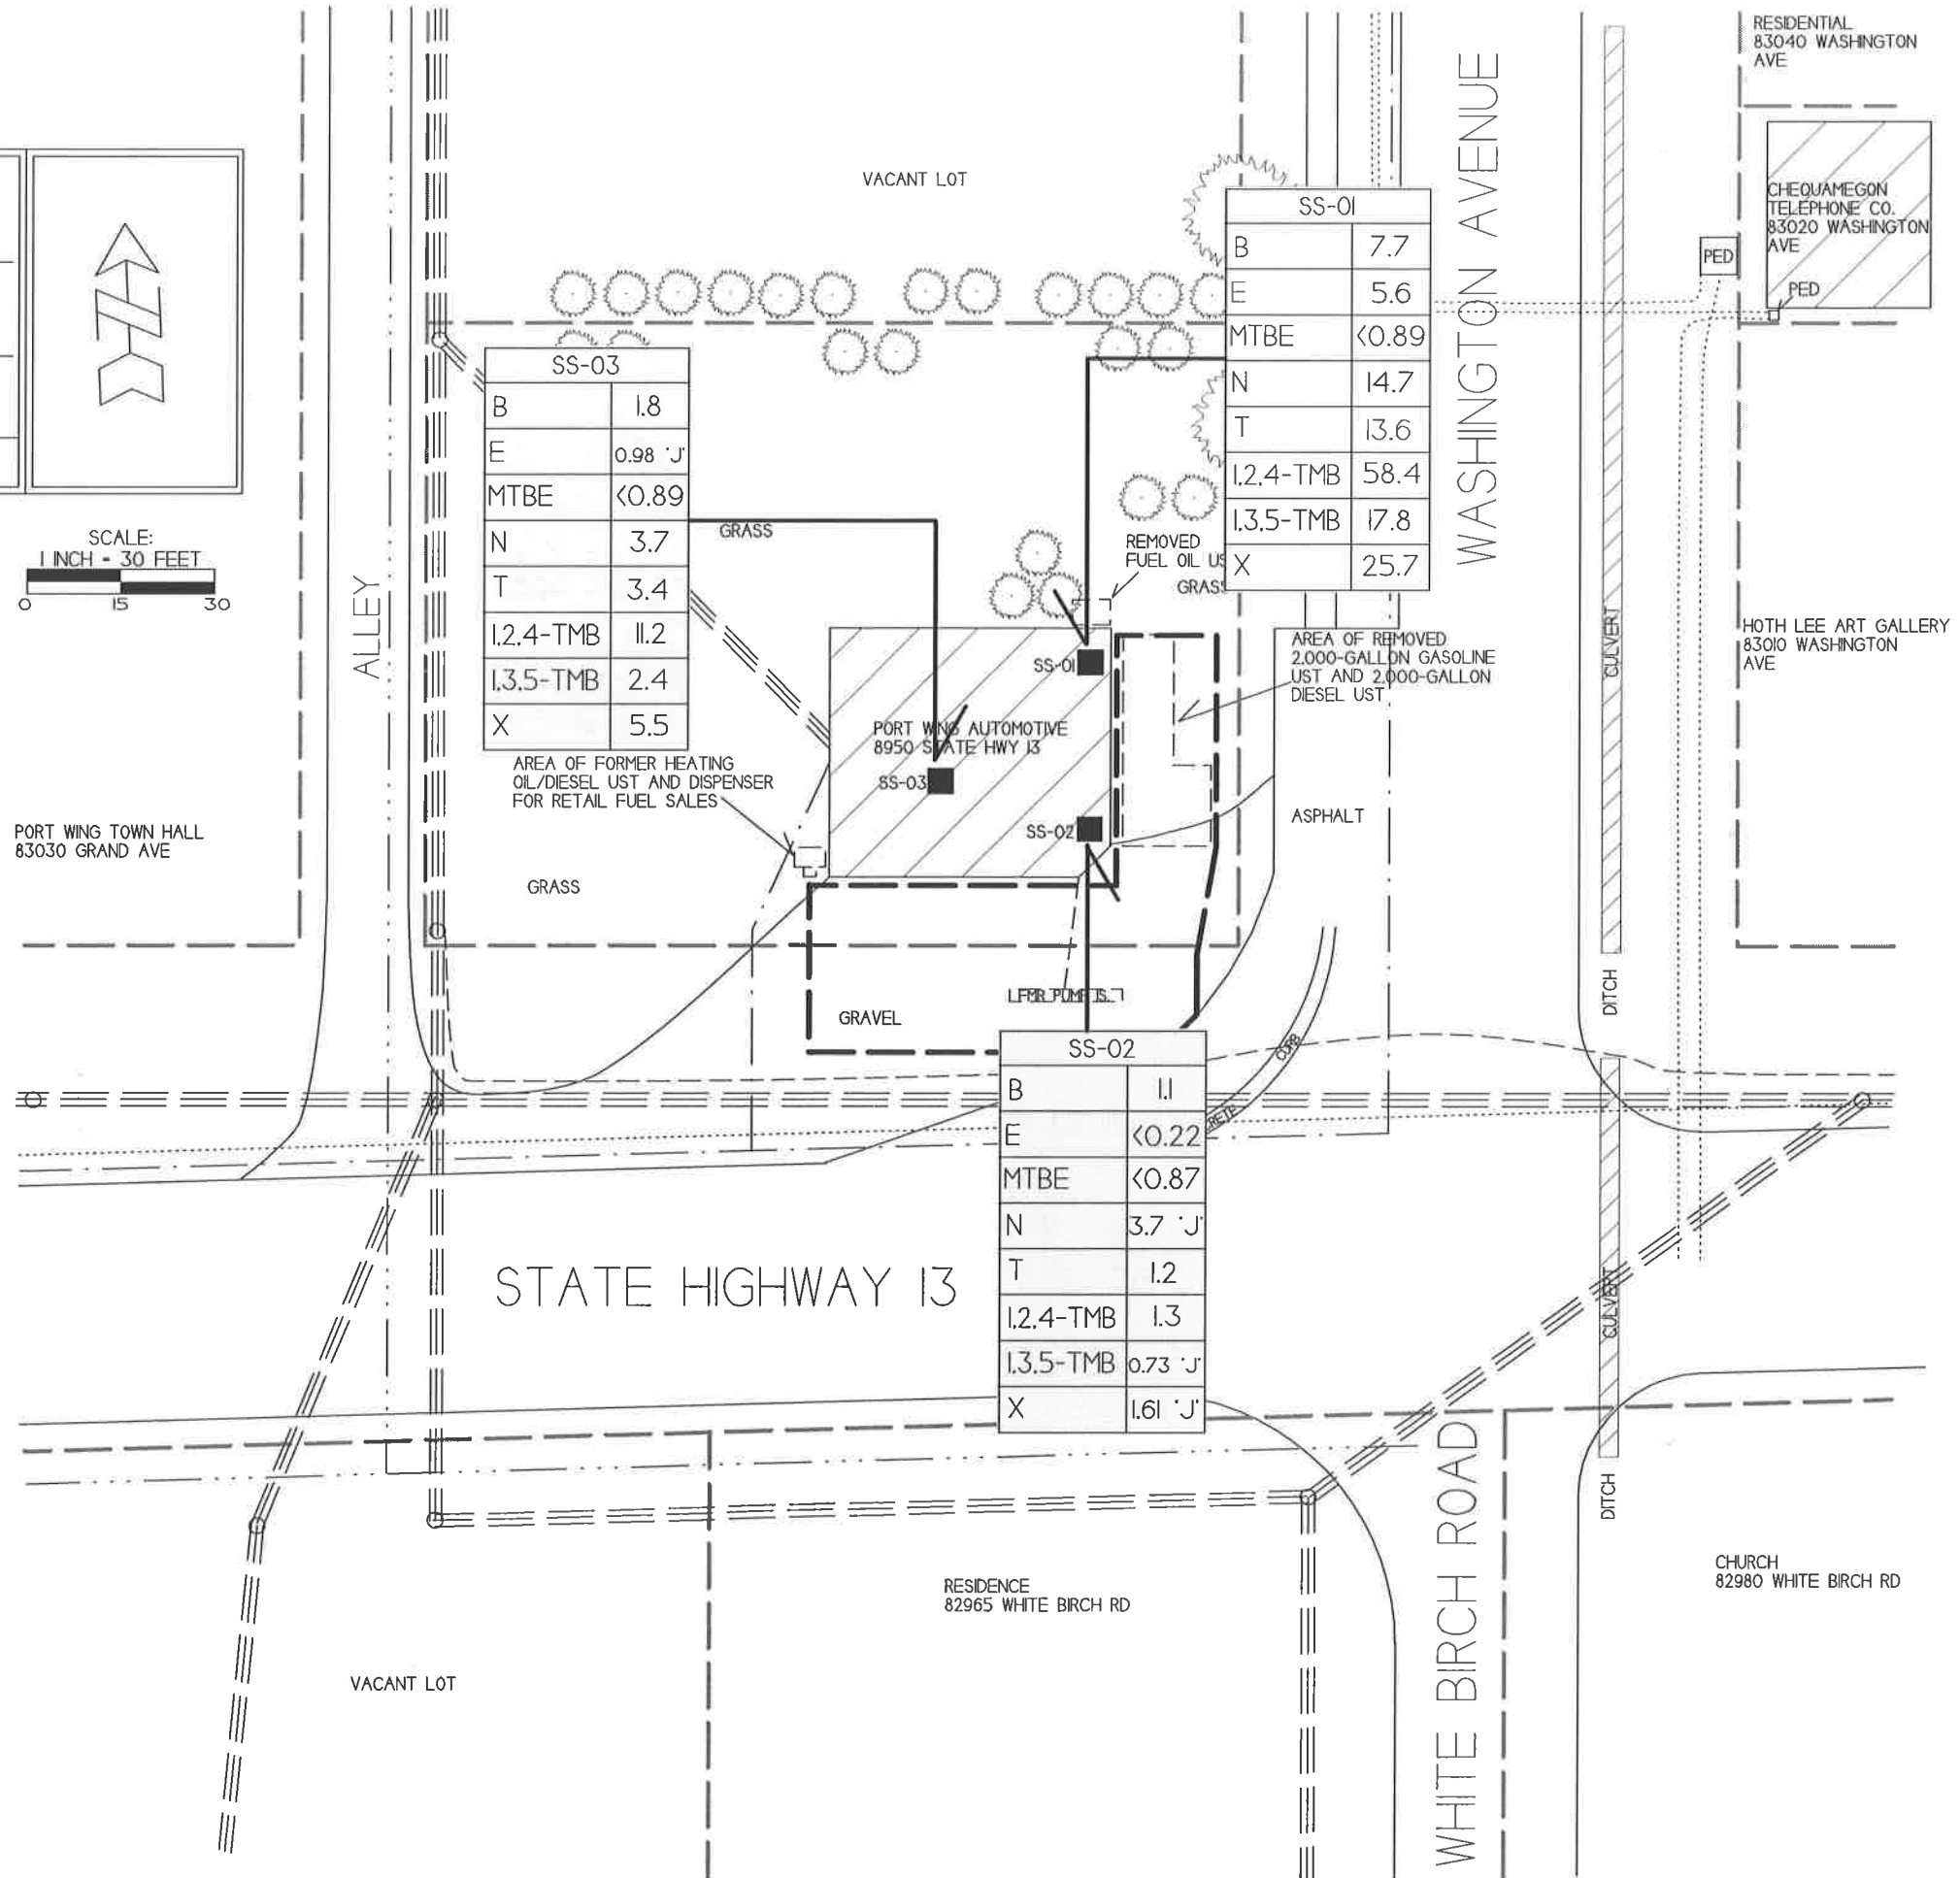 RESIDENTIAL
83040 WASHINGTON
AVE
WASHINGTON AVENUE
VACANT LOT
CHEQUAMEGON
TELEPHONE CO.
83020 WASHINGTON
AVE
PED
PED
SS-01
B 7.7
E 5.6
MTBE <0.89
N 14.7
T 13.6
1,2,4-TMB 58.4
1,3,5-TMB 17.8
X 25.7
SS-03
B 1.8
E 0.98 'J'
MTBE <0.89
N 3.7
T 3.4
1,2,4-TMB 11.2
1,3,5-TMB 2.4
X 5.5
SCALE:
1 INCH = 30 FEET
0 15 30
ALLEY
GRASS
REMOVED
FUEL OIL
GRASS
CULVERT
HOTH LEE ART GALLERY
83010 WASHINGTON
AVE
AREA OF REMOVED
2,000-GALLON GASOLINE
UST AND 2,000-GALLON
DIESEL UST
SS-01
PORT WING AUTOMOTIVE
8950 STATE HWY 13
SS-03
SS-02
AREA OF FORMER HEATING
OIL/DIESEL UST AND DISPENSER
FOR RETAIL FUEL SALES
ASPHALT
PORT WING TOWN HALL
83030 GRAND AVE
GRASS
DITCH
GRAVEL
CURB
SS-02
B 1.1
E <0.22
MTBE <0.87
N 3.7 'J'
T 1.2
1,2,4-TMB 1.3
1,3,5-TMB 0.73 'J'
X 1.61 'J'
STATE HIGHWAY 13
CULVERT
DITCH
WHITE BIRCH ROAD
CHURCH
82980 WHITE BIRCH RD
RESIDENCE
82965 WHITE BIRCH RD
VACANT LOT